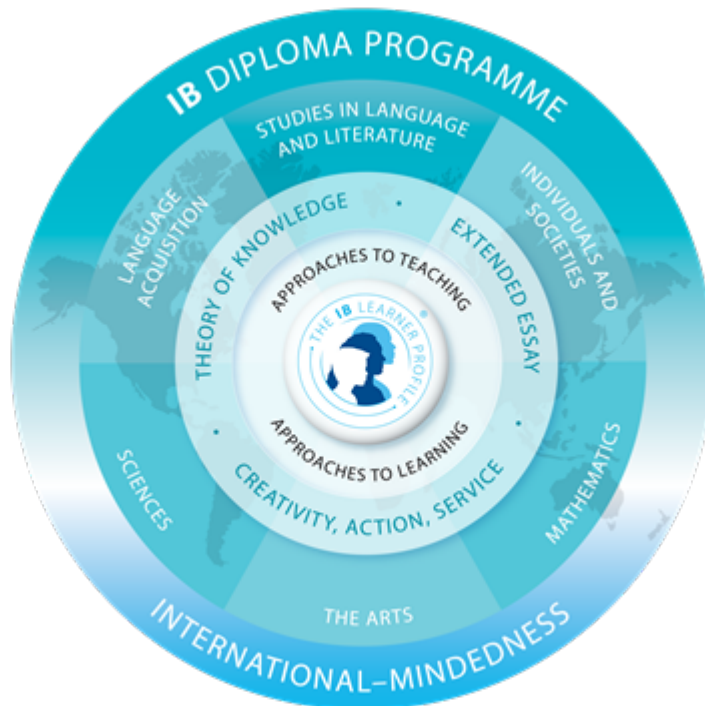 IB DIPLOMA PROGRAMME
STUDIES IN LANGUAGE
AND LITERATURE
LANGUAGE
ACQUISITION
INDIVIDUALS AND
SOCIETIES
THEORY OF KNOWLEDGE
EXTENDED ESSAY
APPROACHES TO TEACHING
THE IB LEARNER PROFILE
®
APPROACHES TO LEARNING
CREATIVITY, ACTION, SERVICE
SCIENCES
MATHEMATICS
THE ARTS
INTERNATIONAL–MINDEDNESS